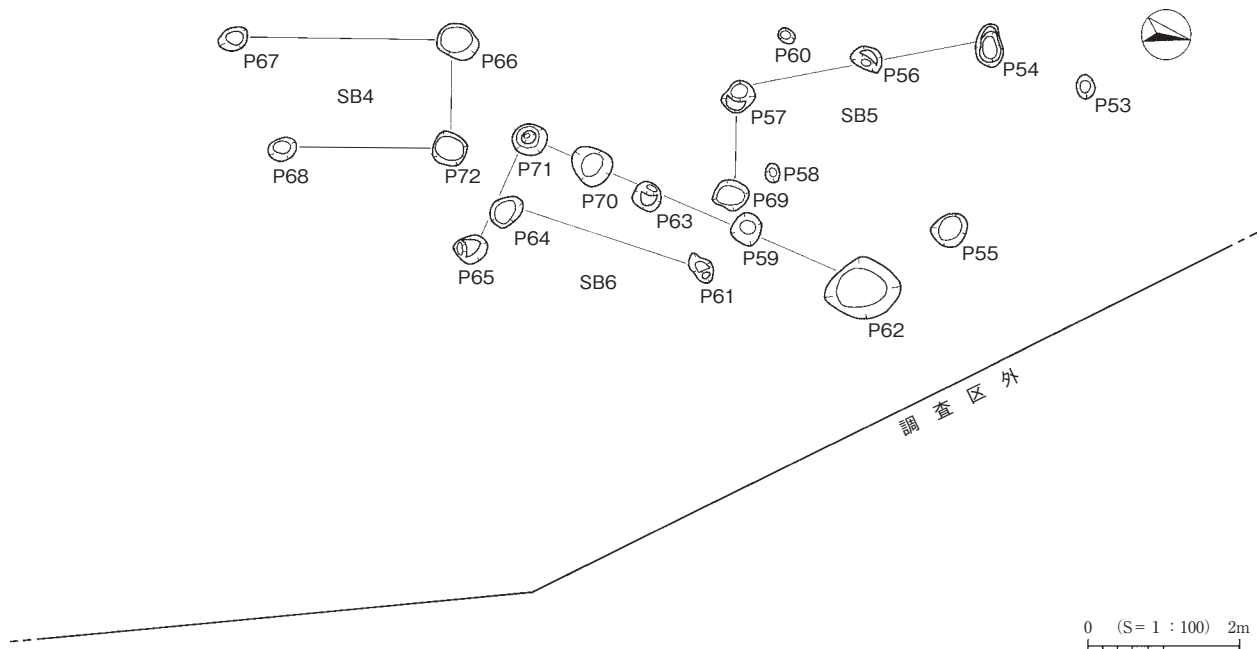 P67
P66
SB4
P68
P72
P71
P70
P63
P64
P65
SB6
P61
P59
P62
P60
P56
P54
P53
P57
SB5
P58
P69
P55
調査区外
0 (S= 1 : 100) 2m